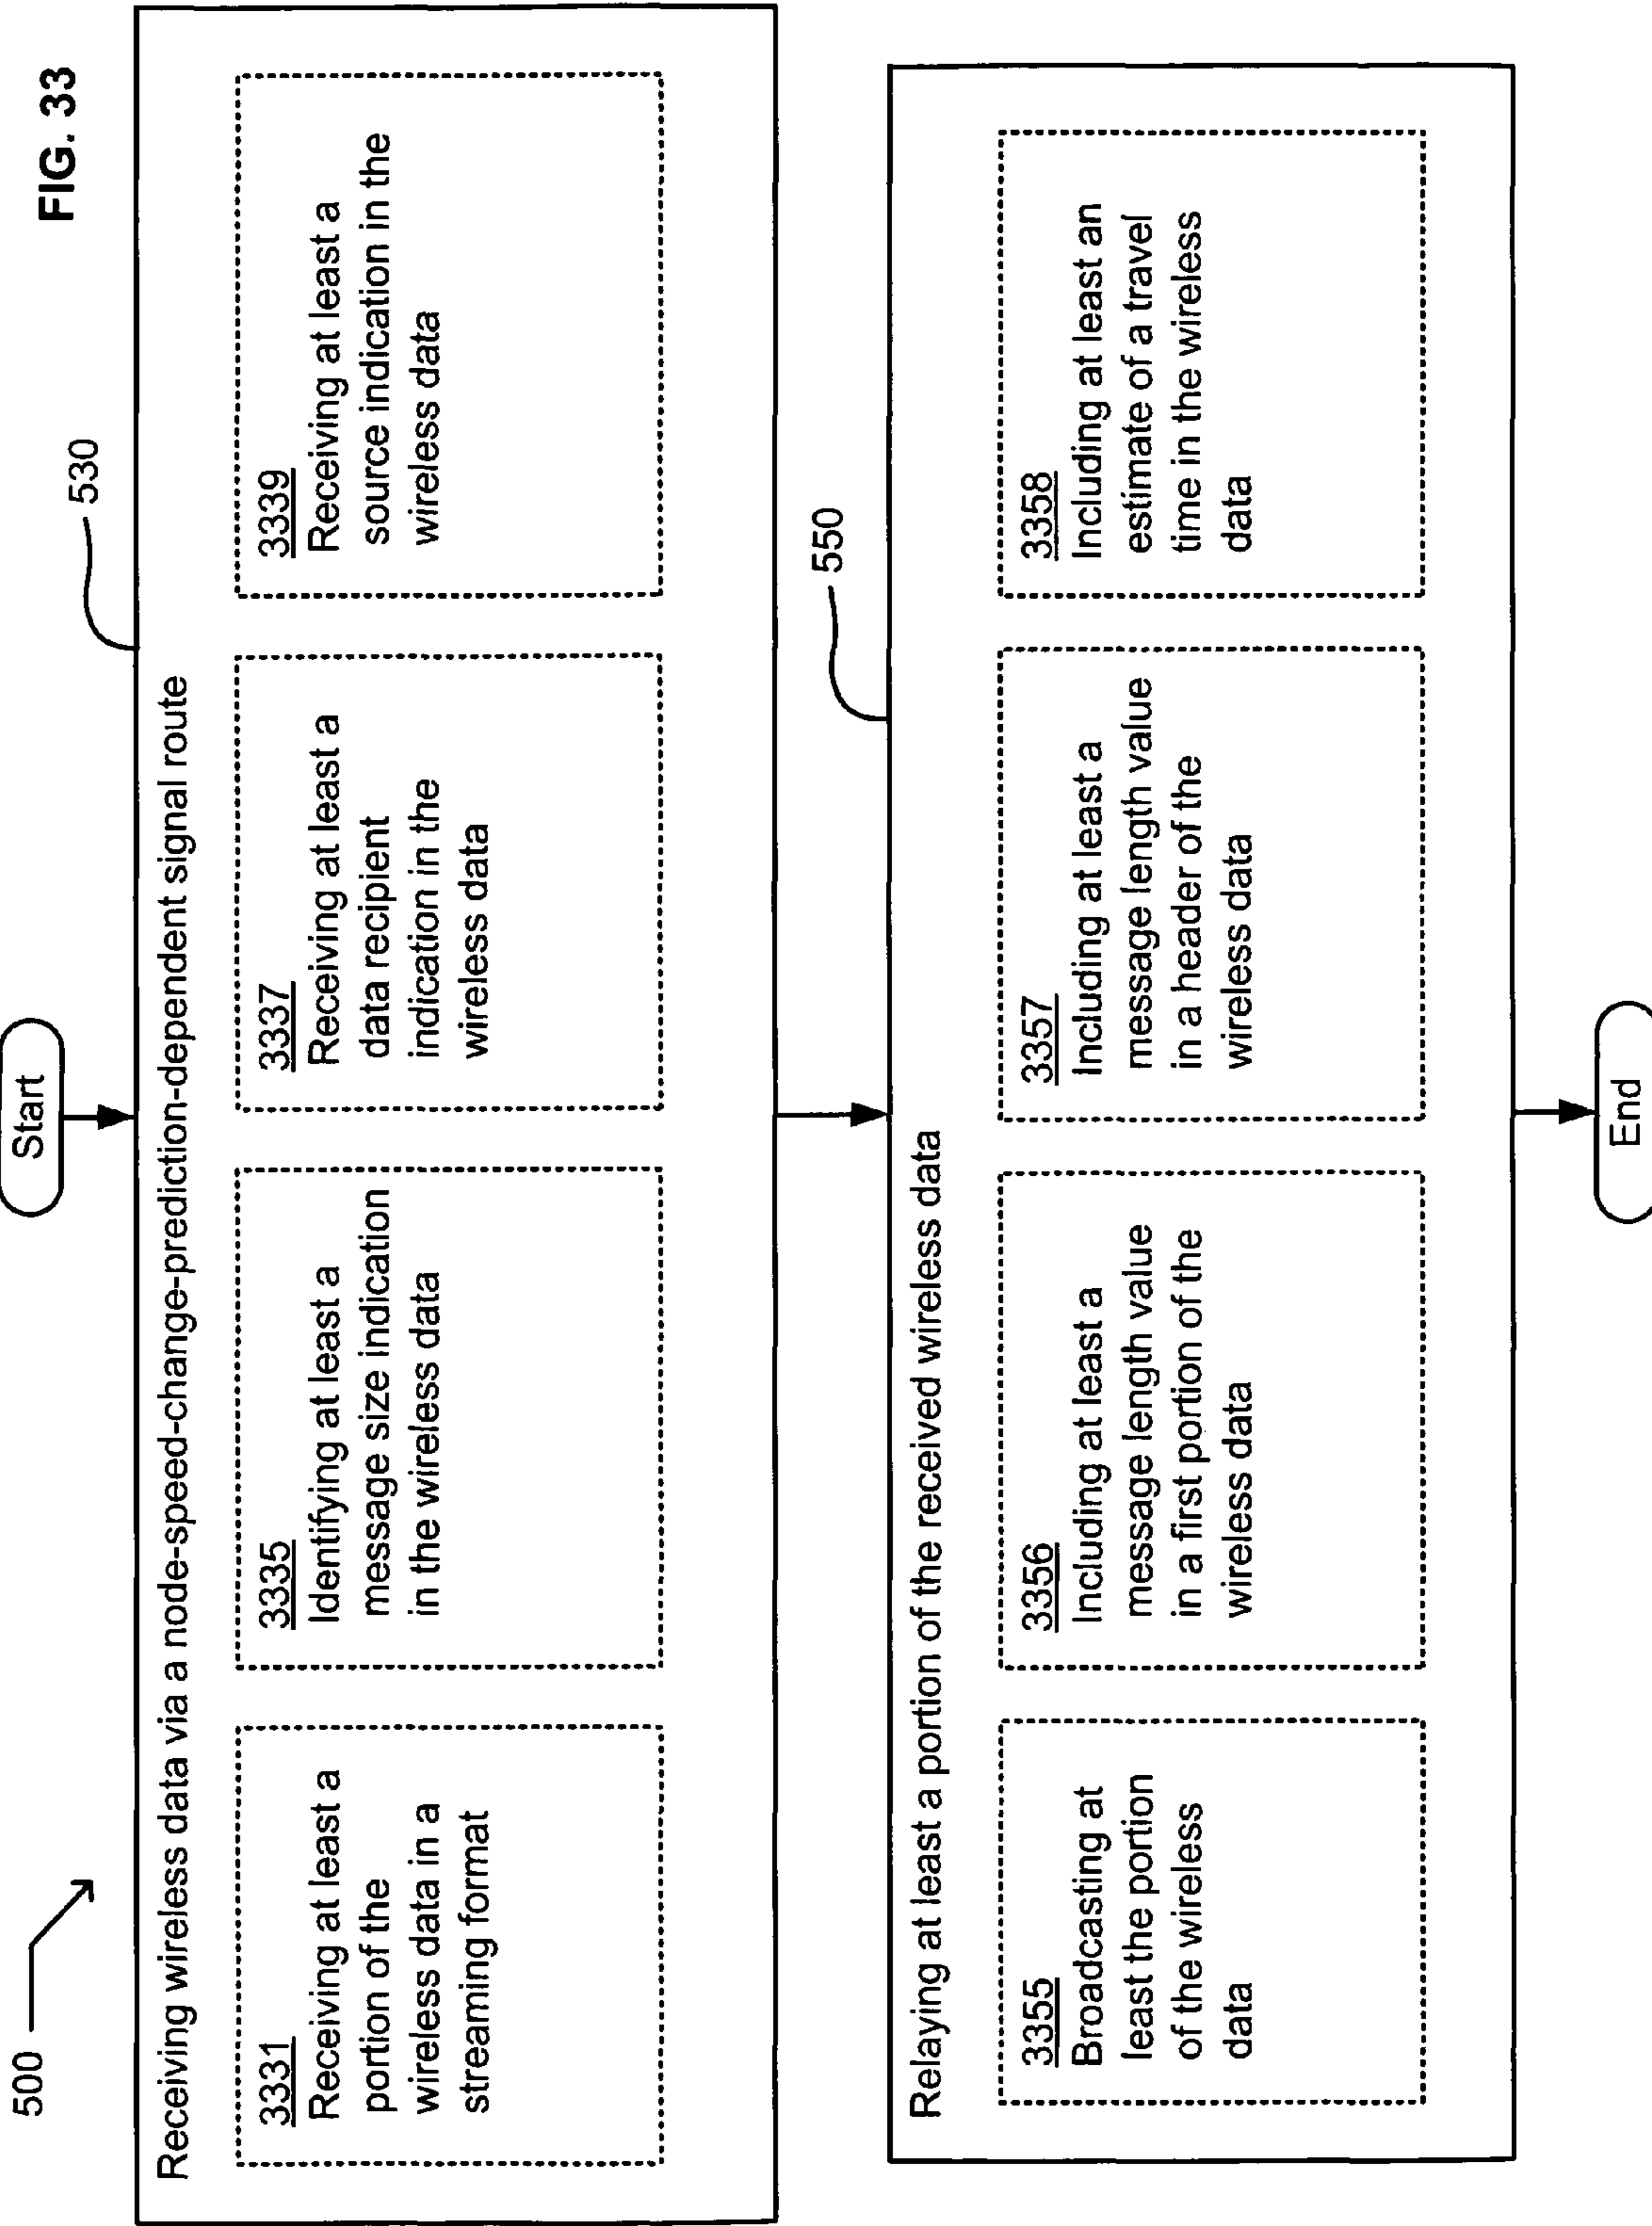 FIG. 33
500
Start
530
Receiving wireless data via a node-speed-change-prediction-dependent signal route
3331
Receiving at least a
portion of the
wireless data in a
streaming format
3335
Identifying at least a
message size indication
in the wireless data
3337
Receiving at least a
data recipient
indication in the
wireless data
3339
Receiving at least a
source indication in the
wireless data
550
Relaying at least a portion of the received wireless data
3355
Broadcasting at
least the portion
of the wireless
data
3356
Including at least a
message length value
in a first portion of the
wireless data
3357
Including at least a
message length value
in a header of the
wireless data
3358
Including at least an
estimate of a travel
time in the wireless
data
End